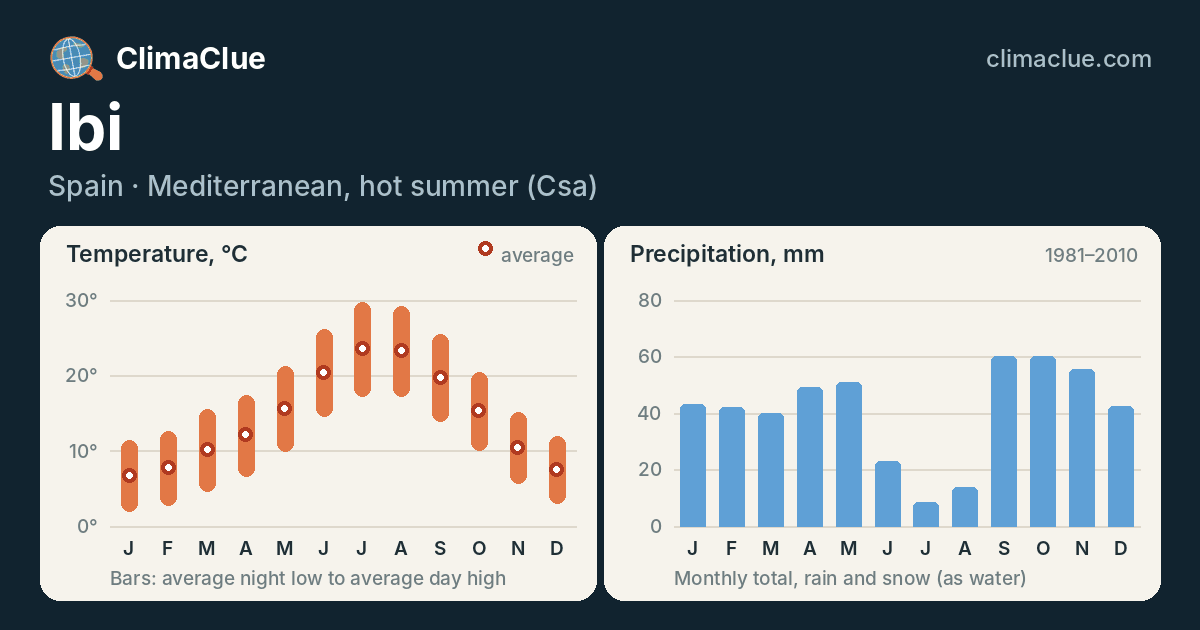 ClimaClue
climaclue.com
Ibi
Spain · Mediterranean, hot summer (Csa)
Temperature, °C
average
30°
20°
10°
0°
J F M A M J J A S O N D
Bars: average night low to average day high
Precipitation, mm
1981–2010
80
60
40
20
0
J F M A M J J A S O N D
Monthly total, rain and snow (as water)